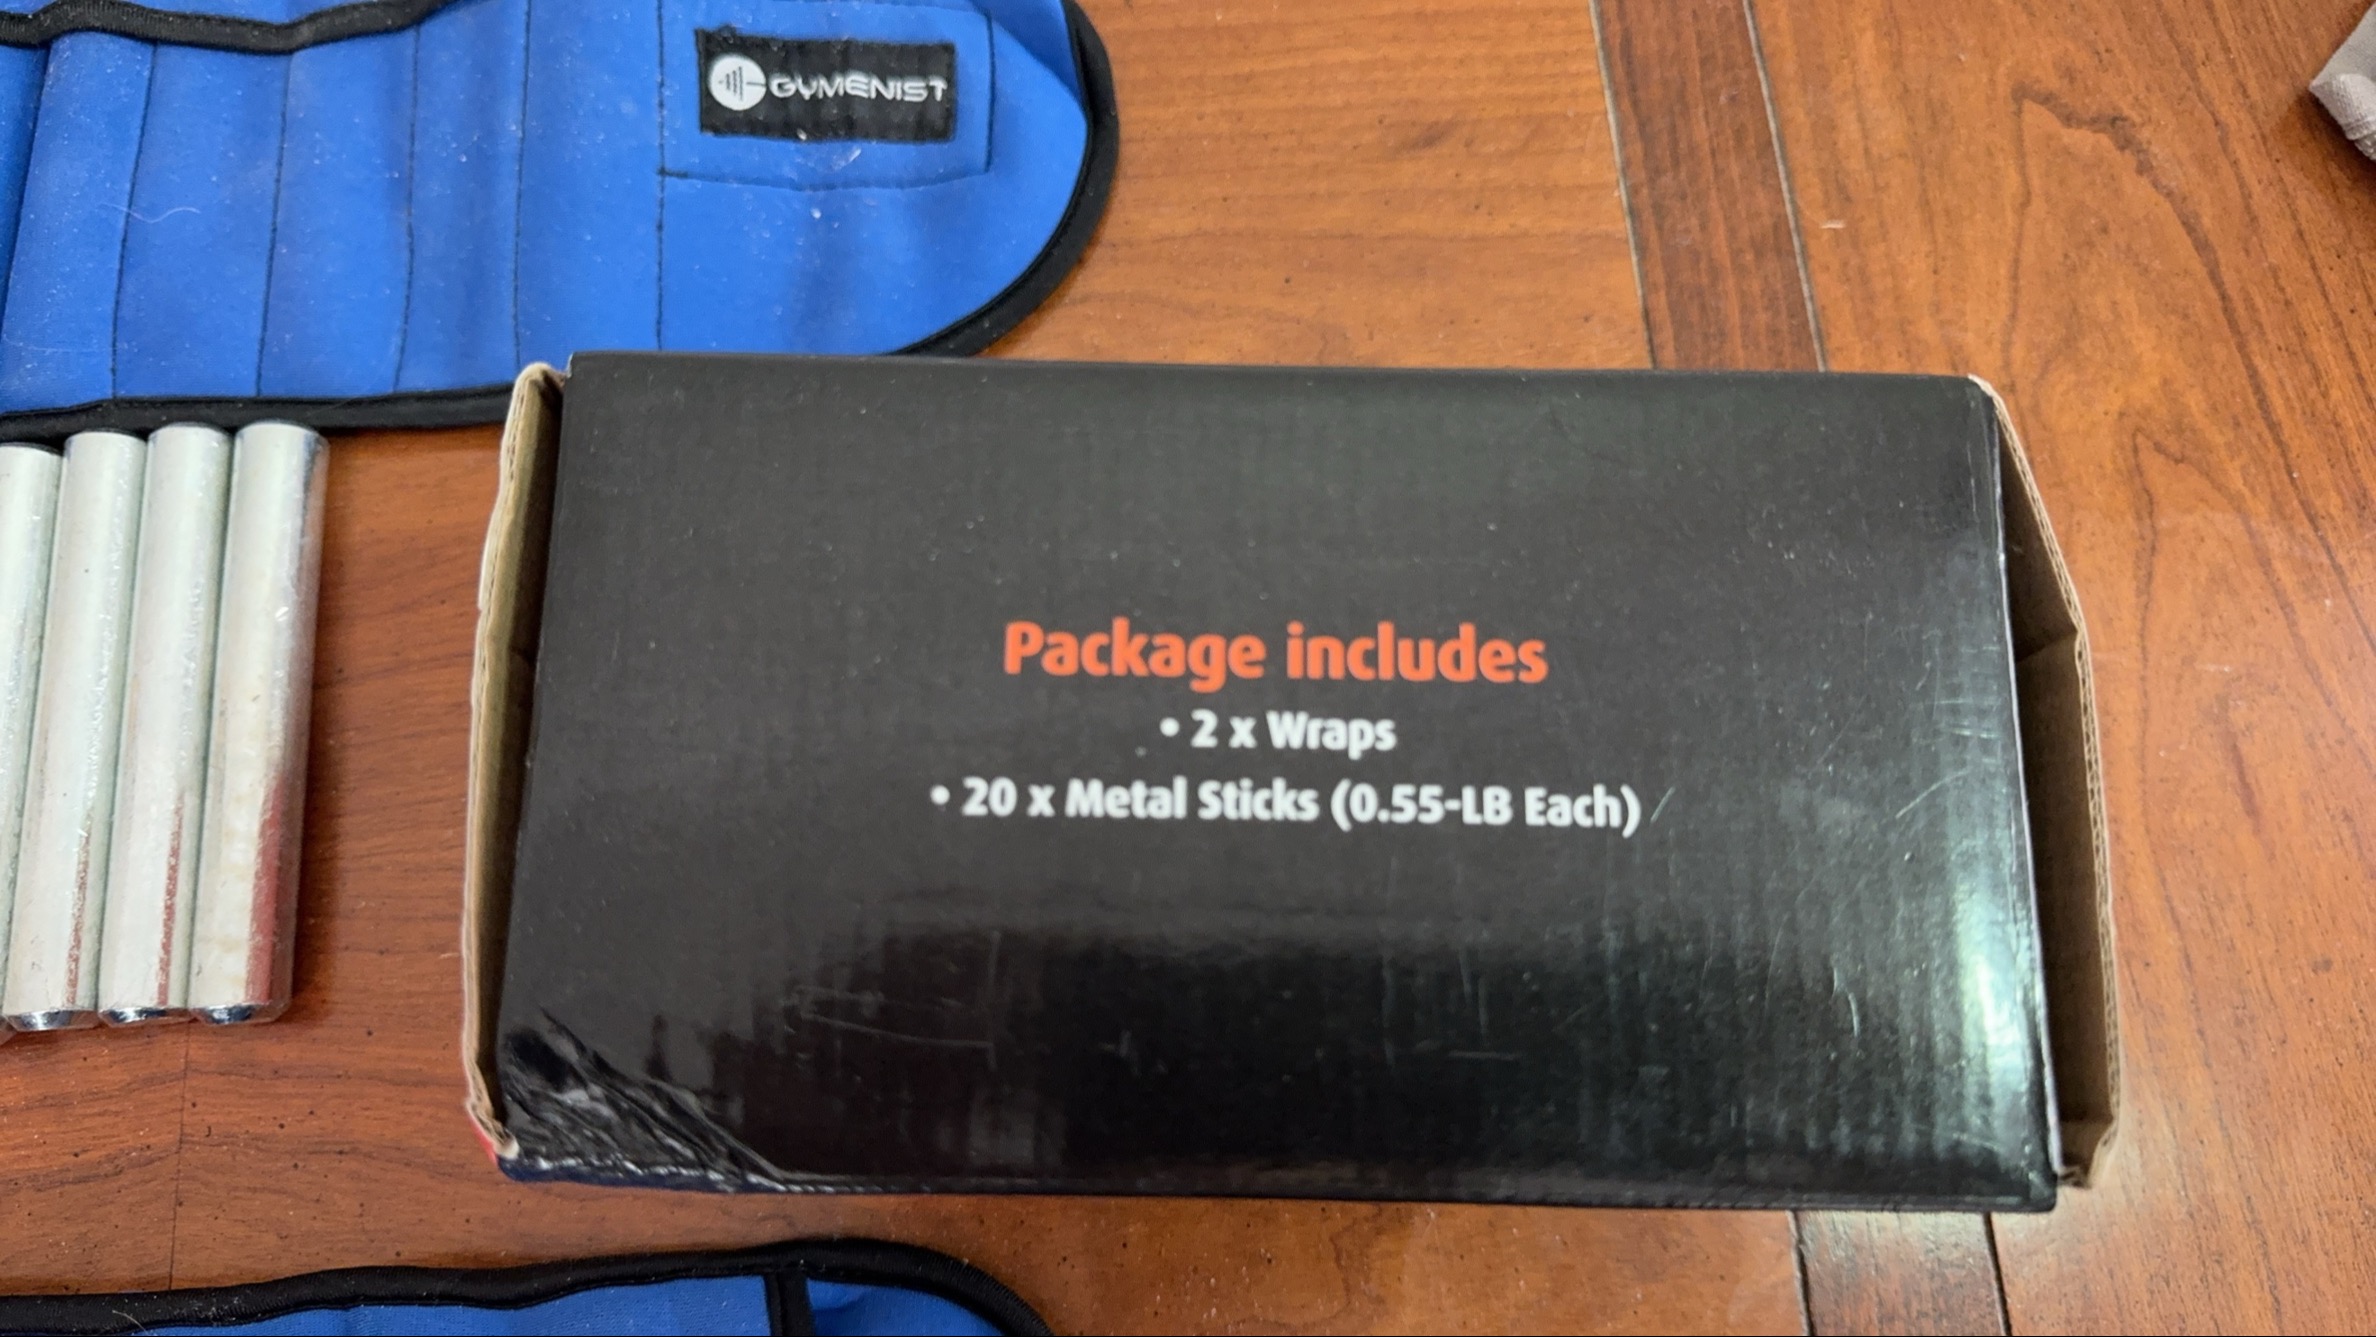 GYMENIST
Package includes
• 2 x Wraps
• 20 x Metal Sticks (0.55-LB Each)